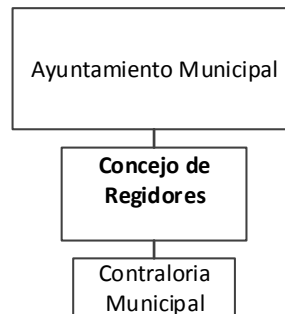 Ayuntamiento Municipal
Concejo de
Regidores
Contraloria
Municipal